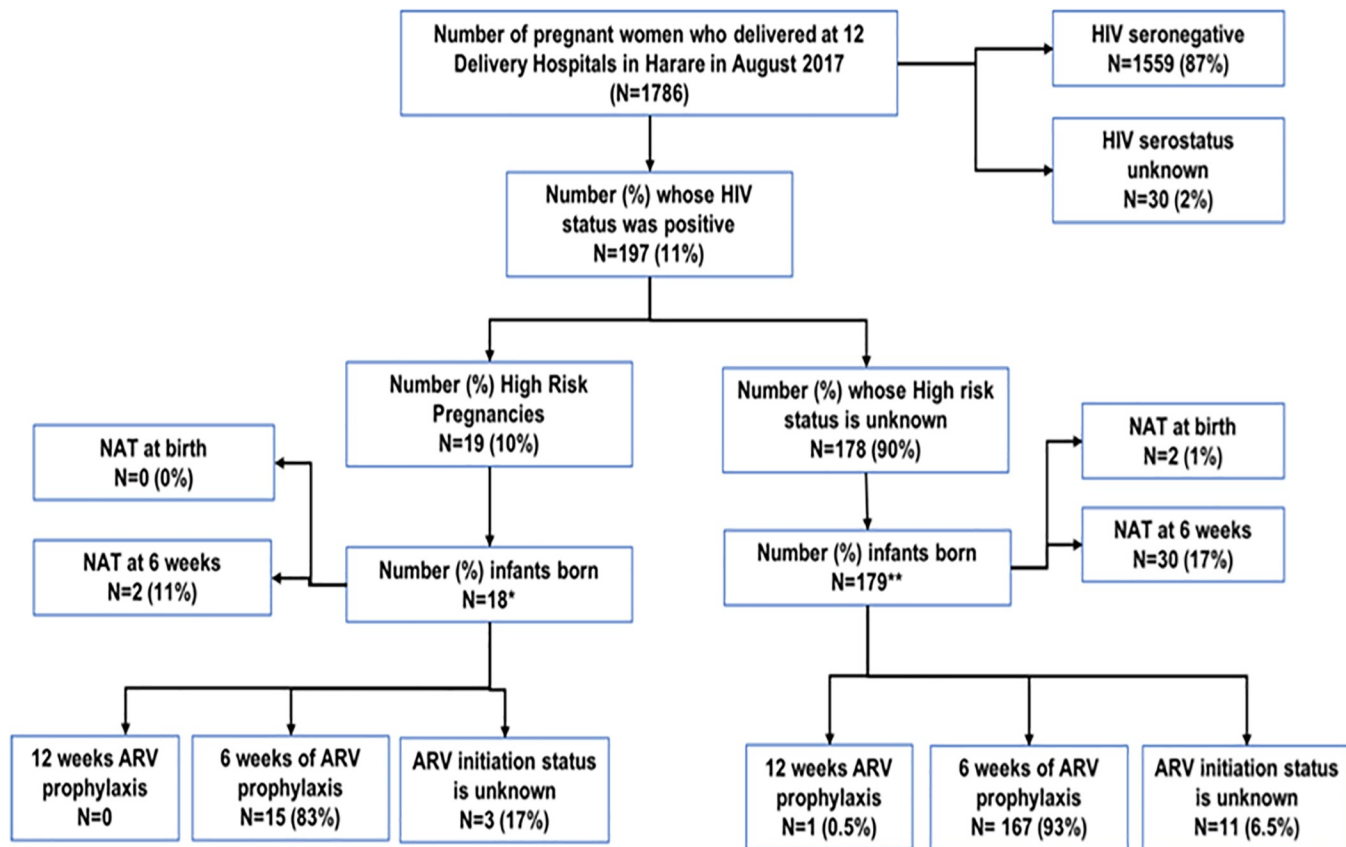 Number of pregnant women who delivered at 12
Delivery Hospitals in Harare in August 2017
(N=1786)
HIV seronegative
N=1559 (87%)
HIV serostatus
unknown
N=30 (2%)
Number (%) whose HIV
status was positive
N=197 (11%)
Number (%) High Risk
Pregnancies
N=19 (10%)
Number (%) whose High risk
status is unknown
N=178 (90%)
NAT at birth
N=0 (0%)
NAT at 6 weeks
N=2 (11%)
Number (%) infants born
N=18*
Number (%) infants born
N=179**
NAT at birth
N=2 (1%)
NAT at 6 weeks
N=30 (17%)
12 weeks ARV
prophylaxis
N=0
6 weeks of ARV
prophylaxis
N=15 (83%)
ARV initiation status
is unknown
N=3 (17%)
12 weeks ARV
prophylaxis
N=1 (0.5%)
6 weeks of ARV
prophylaxis
N= 167 (93%)
ARV initiation status
is unknown
N=11 (6.5%)